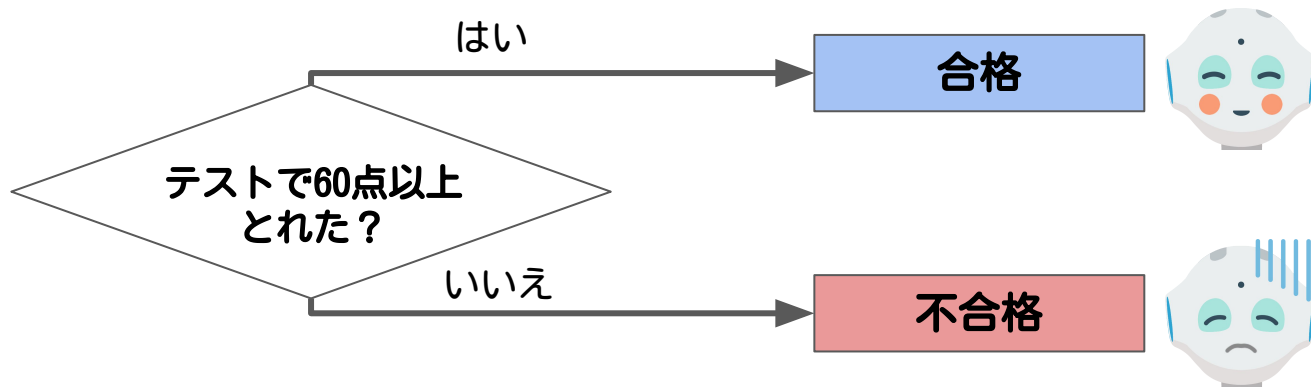 はい
合格
テストで60点以上
とれた？
いいえ
不合格